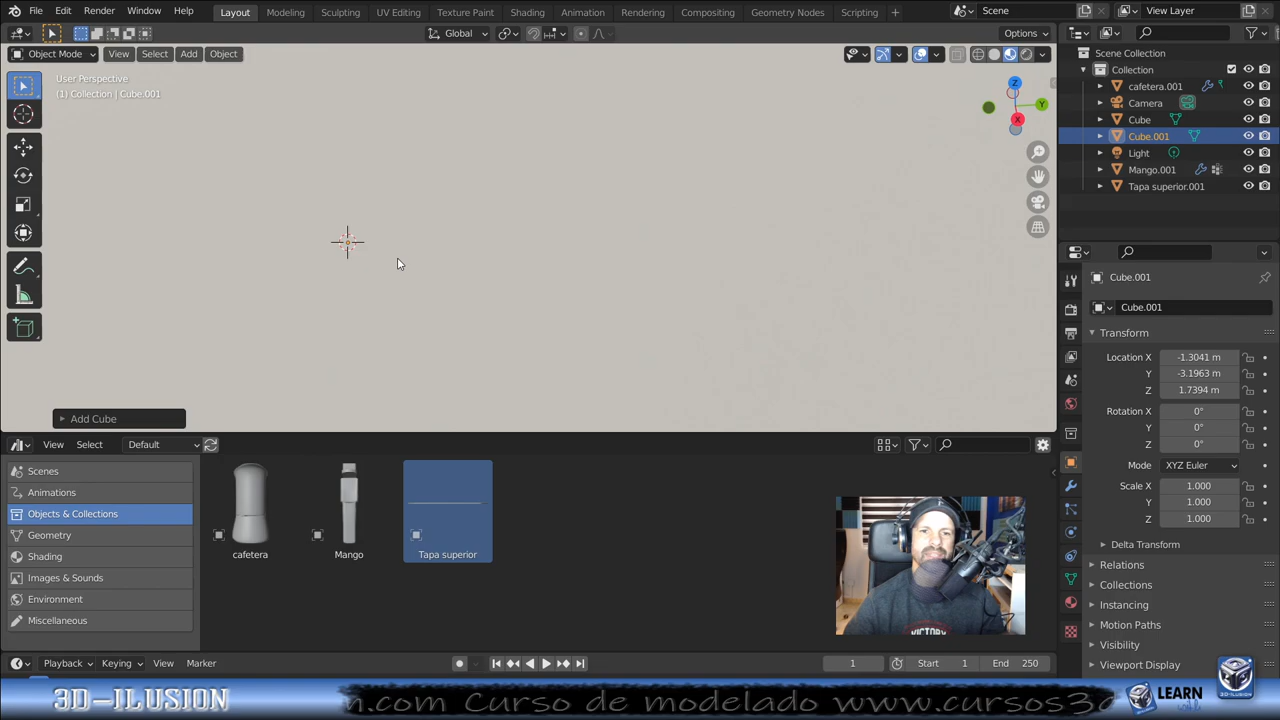 File Edit Render Window Help Layout Modeling Sculpting UV Editing Texture Paint Shading Animation Rendering Compositing Geometry Nodes Scripting + Scene View Layer
Global Options
Object Mode View Select Add Object
User Perspective
(1) Collection | Cube.001
Z
Y
X
Add Cube
Scene Collection
Collection
cafetera.001
Camera
Cube
Cube.001
Light
Mango.001
Tapa superior.001
Cube.001
Cube.001
Transform
Location X -1.3041 m
Y -3.1963 m
Z 1.7394 m
Rotation X 0°
Y 0°
Z 0°
Mode XYZ Euler
Scale X 1.000
Y 1.000
Z 1.000
Delta Transform
Relations
Collections
Instancing
Motion Paths
Visibility
Viewport Display
View Select Default
Scenes
Animations
Objects & Collections
Geometry
Shading
Images & Sounds
Environment
Miscellaneous
cafetera
Mango
Tapa superior
VICTORY
Playback Keying View Marker 1 Start 1 End 250
3D-ILUSION n.com Curso de modelado www.cursos3 LEARN